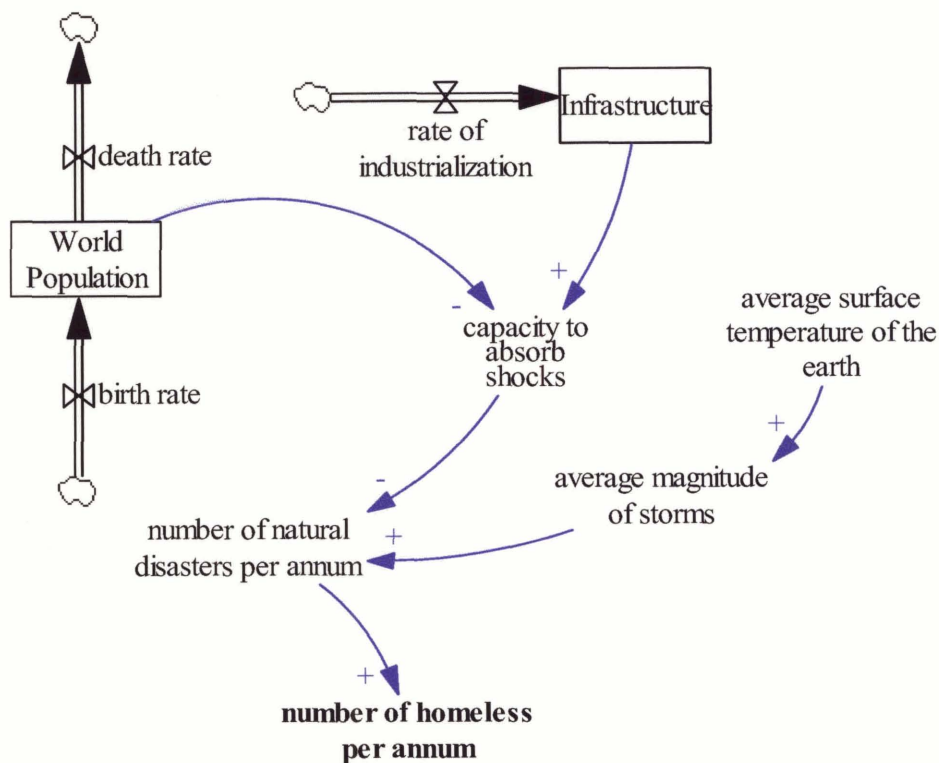 death rate
World
Population
birth rate
Infrastructure
rate of
industrialization
-
+
capacity to
absorb
shocks
average surface
temperature of the
earth
+
average magnitude
of storms
-
+
number of natural
disasters per annum
+
number of homeless
per annum